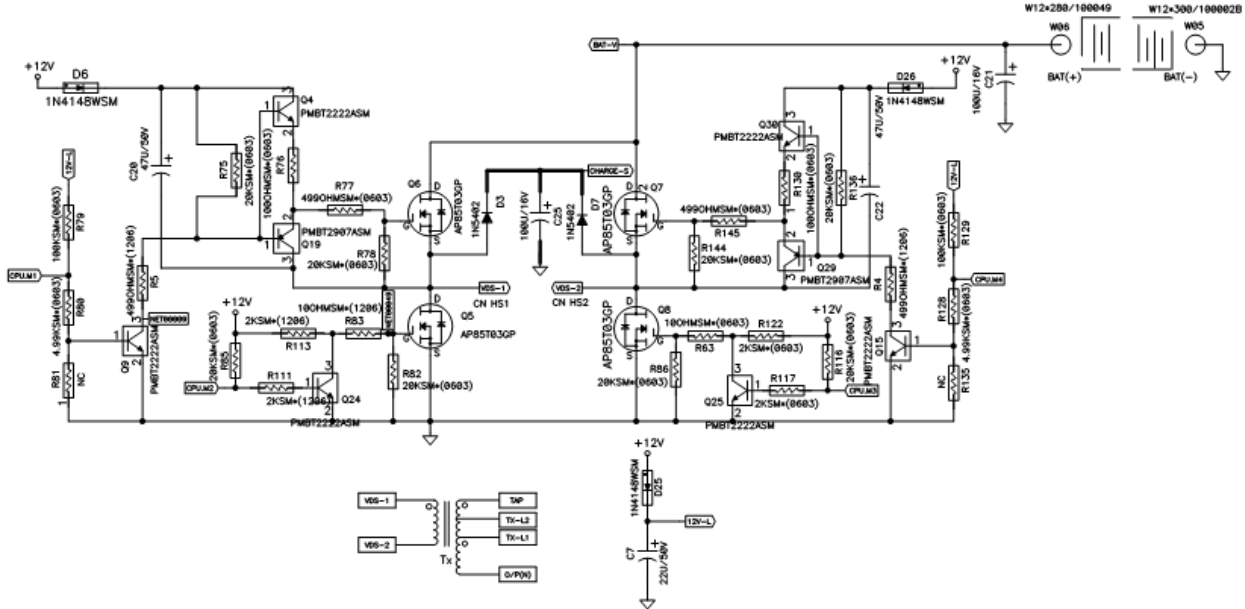 W12*280/100049
W12*300/100002B
W06
W05
BAT(+)
BAT(-)
BAT-V
C21
100U/16V
+12V
D6
1N4148WSM
Q4
PMBT2222ASM
C20
47U/50V
R75
20KSM*(0603)
R76
100OHMSM*(0603)
R77
499OHMSM*(0603)
PMBT2907ASM
Q19
R78
20KSM*(0603)
Q6
AP85T03GP
D3
1N5402
C25
100U/16V
CHARGE-S
D7
1N5402
Q7
AP85T03GP
+12V
D26
1N4148WSM
Q30
PMBT2222ASM
R130
100OHMSM*(0603)
R136
20KSM*(0603)
47U/50V
C22
499OHMSM*(0603)
R145
R144
20KSM*(0603)
Q29
PMBT2907ASM
12V-L
R79
100KSM*(0603)
CPU.M1
R80
4.99KSM*(0603)
R81
NC
R5
499OHMSM*(1206)
NET00009
Q9
PMBT2222ASM
+12V
R85
20KSM*(0603)
CPU.M2
2KSM*(1206)
R113
10OHMSM*(1206)
R83
NET00049
R111
2KSM*(1206)
Q24
PMBT2222ASM
R82
20KSM*(0603)
VDS-1
CN HS1
Q5
AP85T03GP
VDS-2
CN HS2
Q8
AP85T03GP
10OHMSM*(0603)
R63
R122
2KSM*(0603)
R86
20KSM*(0603)
+12V
R116
20KSM*(0603)
R117
2KSM*(0603)
CPU.M3
Q25
PMBT2222ASM
12V-L
R129
100KSM*(0603)
CPU.M4
R128
4.99KSM*(0603)
R135
NC
R4
499OHMSM*(1206)
Q15
PMBT2222ASM
+12V
1N4148WSM
D25
12V-L
C7
22U/50V
VDS-1
VDS-2
Tx
TAP
TX-L2
TX-L1
O/P(N)